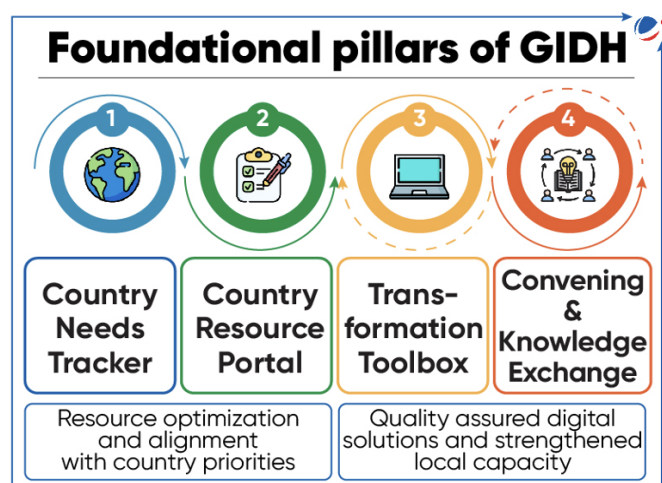 Foundational pillars of GIDH
1
2
3
4
Country
Needs
Tracker
Country
Resource
Portal
Trans-
formation
Toolbox
Convening
&
Knowledge
Exchange
Resource optimization
and alignment
with country priorities
Quality assured digital
solutions and strengthened
local capacity